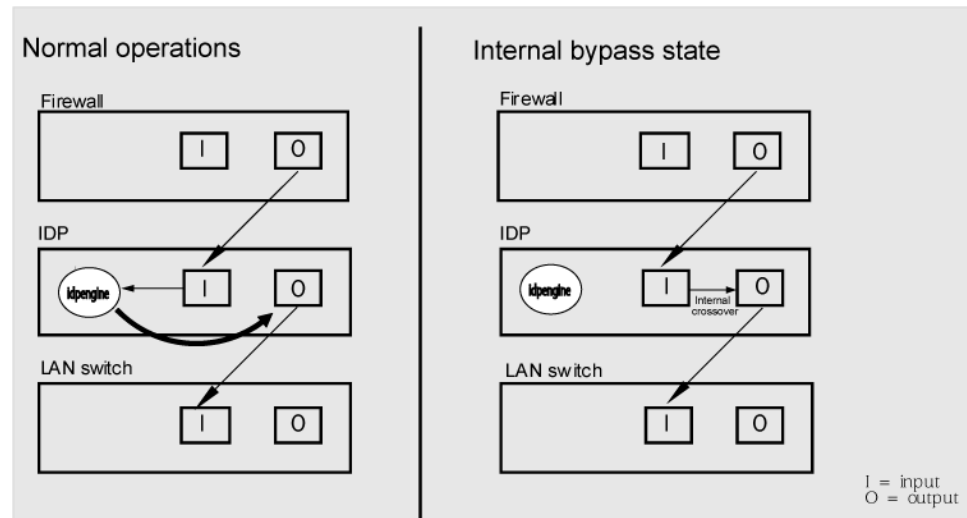 Normal operations
Firewall
I
O
IDP
idpengine
I
O
LAN switch
I
O
Internal bypass state
Firewall
I
O
IDP
idpengine
I
Internal
crossover
O
LAN switch
I
O
I = input
O = output